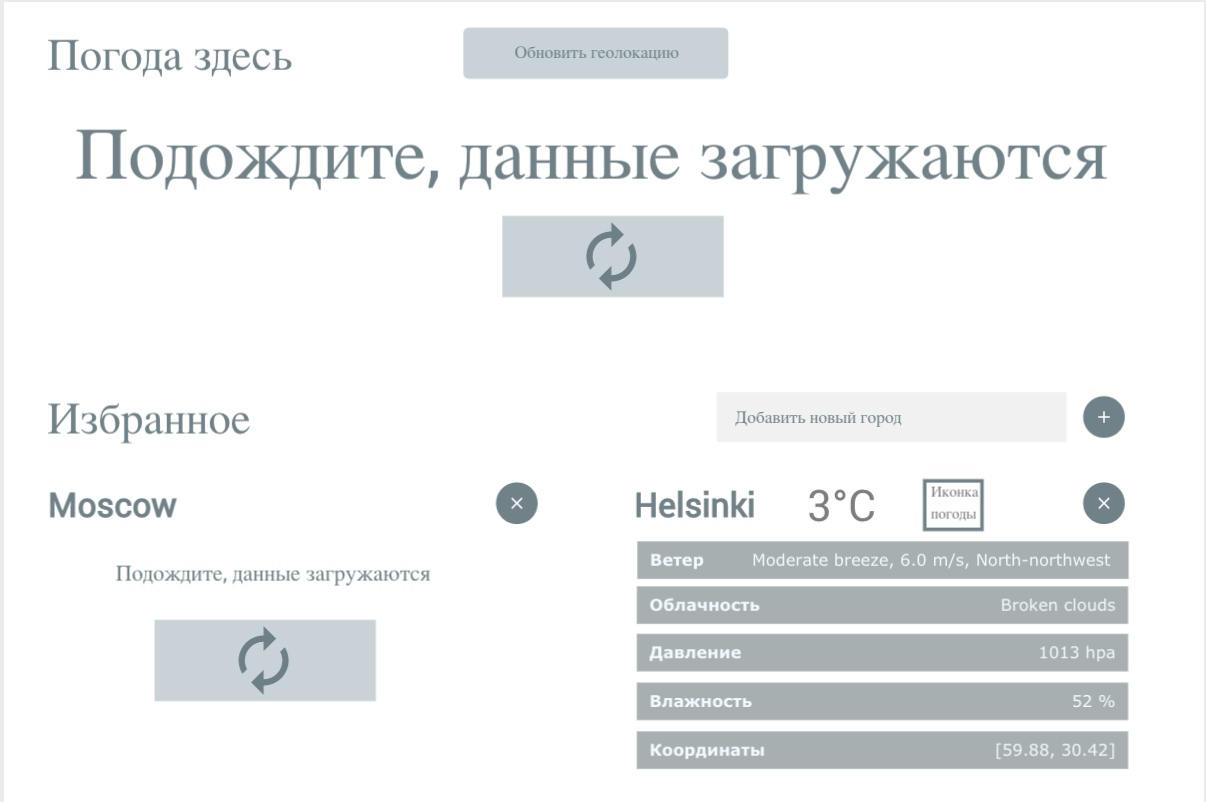 Погода здесь
Обновить геолокацию
Подождите, данные загружаются
Избранное
Добавить новый город
+
Moscow
×
Подождите, данные загружаются
Helsinki 3°C
Иконка
погоды
×
Ветер Moderate breeze, 6.0 m/s, North-northwest
Облачность Broken clouds
Давление 1013 hpa
Влажность 52 %
Координаты [59.88, 30.42]